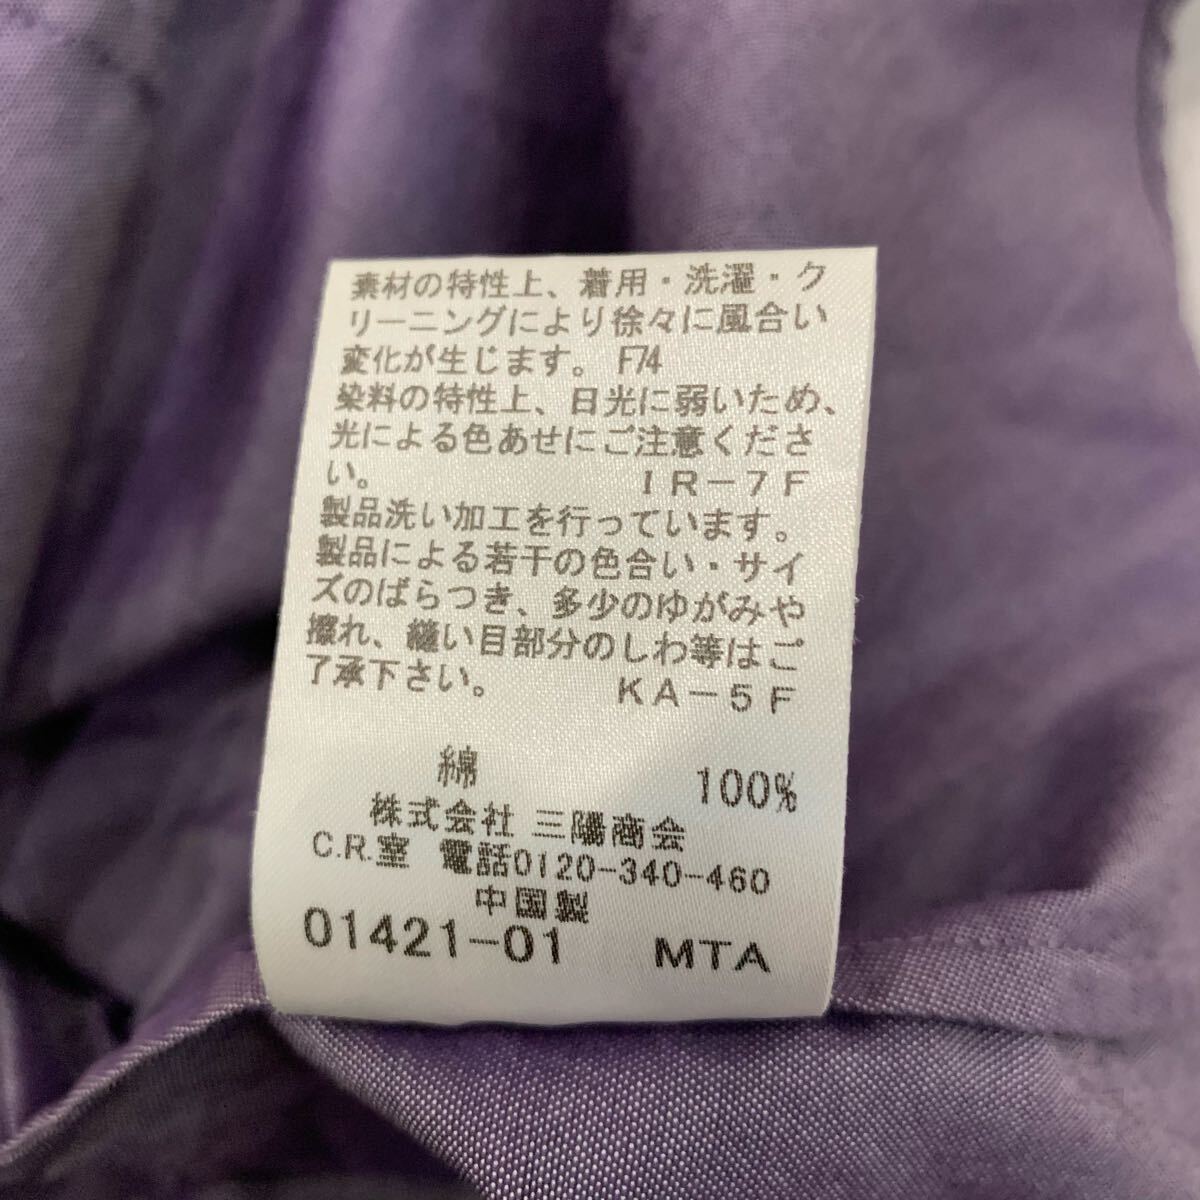 素材の特性上、着用・洗濯・ク
リーニングにより徐々に風合い
変化が生じます。 F74
染料の特性上、日光に弱いため、
光による色あせにご注意くださ
い。 IR-7F
製品洗い加工を行っています。
製品による若干の色合い・サイ
ズのばらつき、多少のゆがみや
擦れ、縫い目部分のしわ等はご
了承下さい。 KA-5F
綿 100%
株式会社 三陽商会
C.R.室 電話0120-340-460
中国製
01421-01 MTA